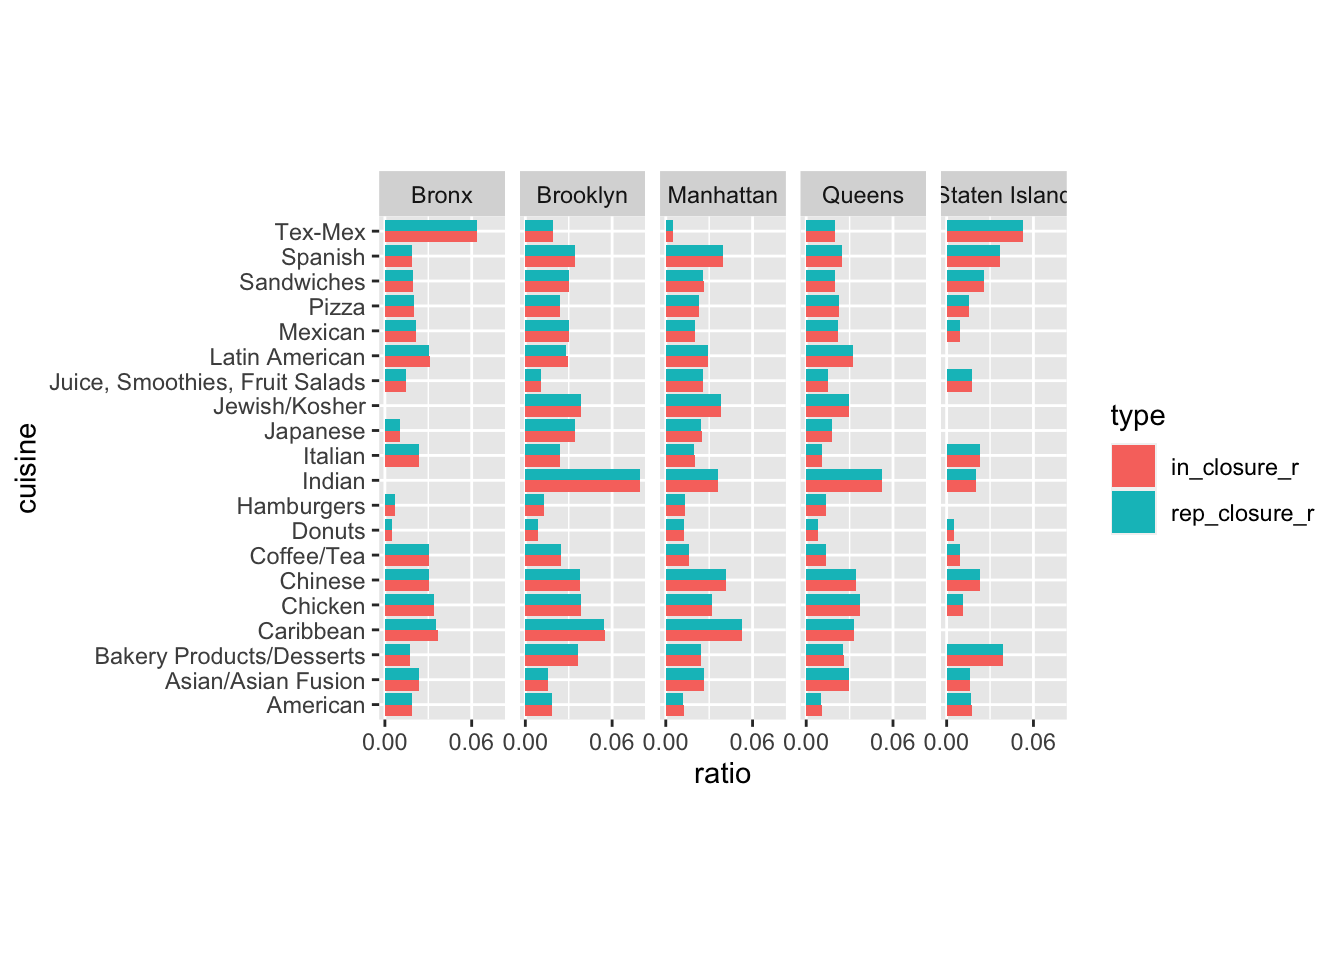 Bronx Brooklyn Manhattan Queens Staten Island
Tex-Mex
Spanish
Sandwiches
Pizza
Mexican
Latin American
Juice, Smoothies, Fruit Salads
Jewish/Kosher
Japanese
Italian
Indian
Hamburgers
Donuts
Coffee/Tea
Chinese
Chicken
Caribbean
Bakery Products/Desserts
Asian/Asian Fusion
American
cuisine
0.00 0.06 0.00 0.06 0.00 0.06 0.00 0.06 0.00 0.06
ratio
type
in_closure_r
rep_closure_r